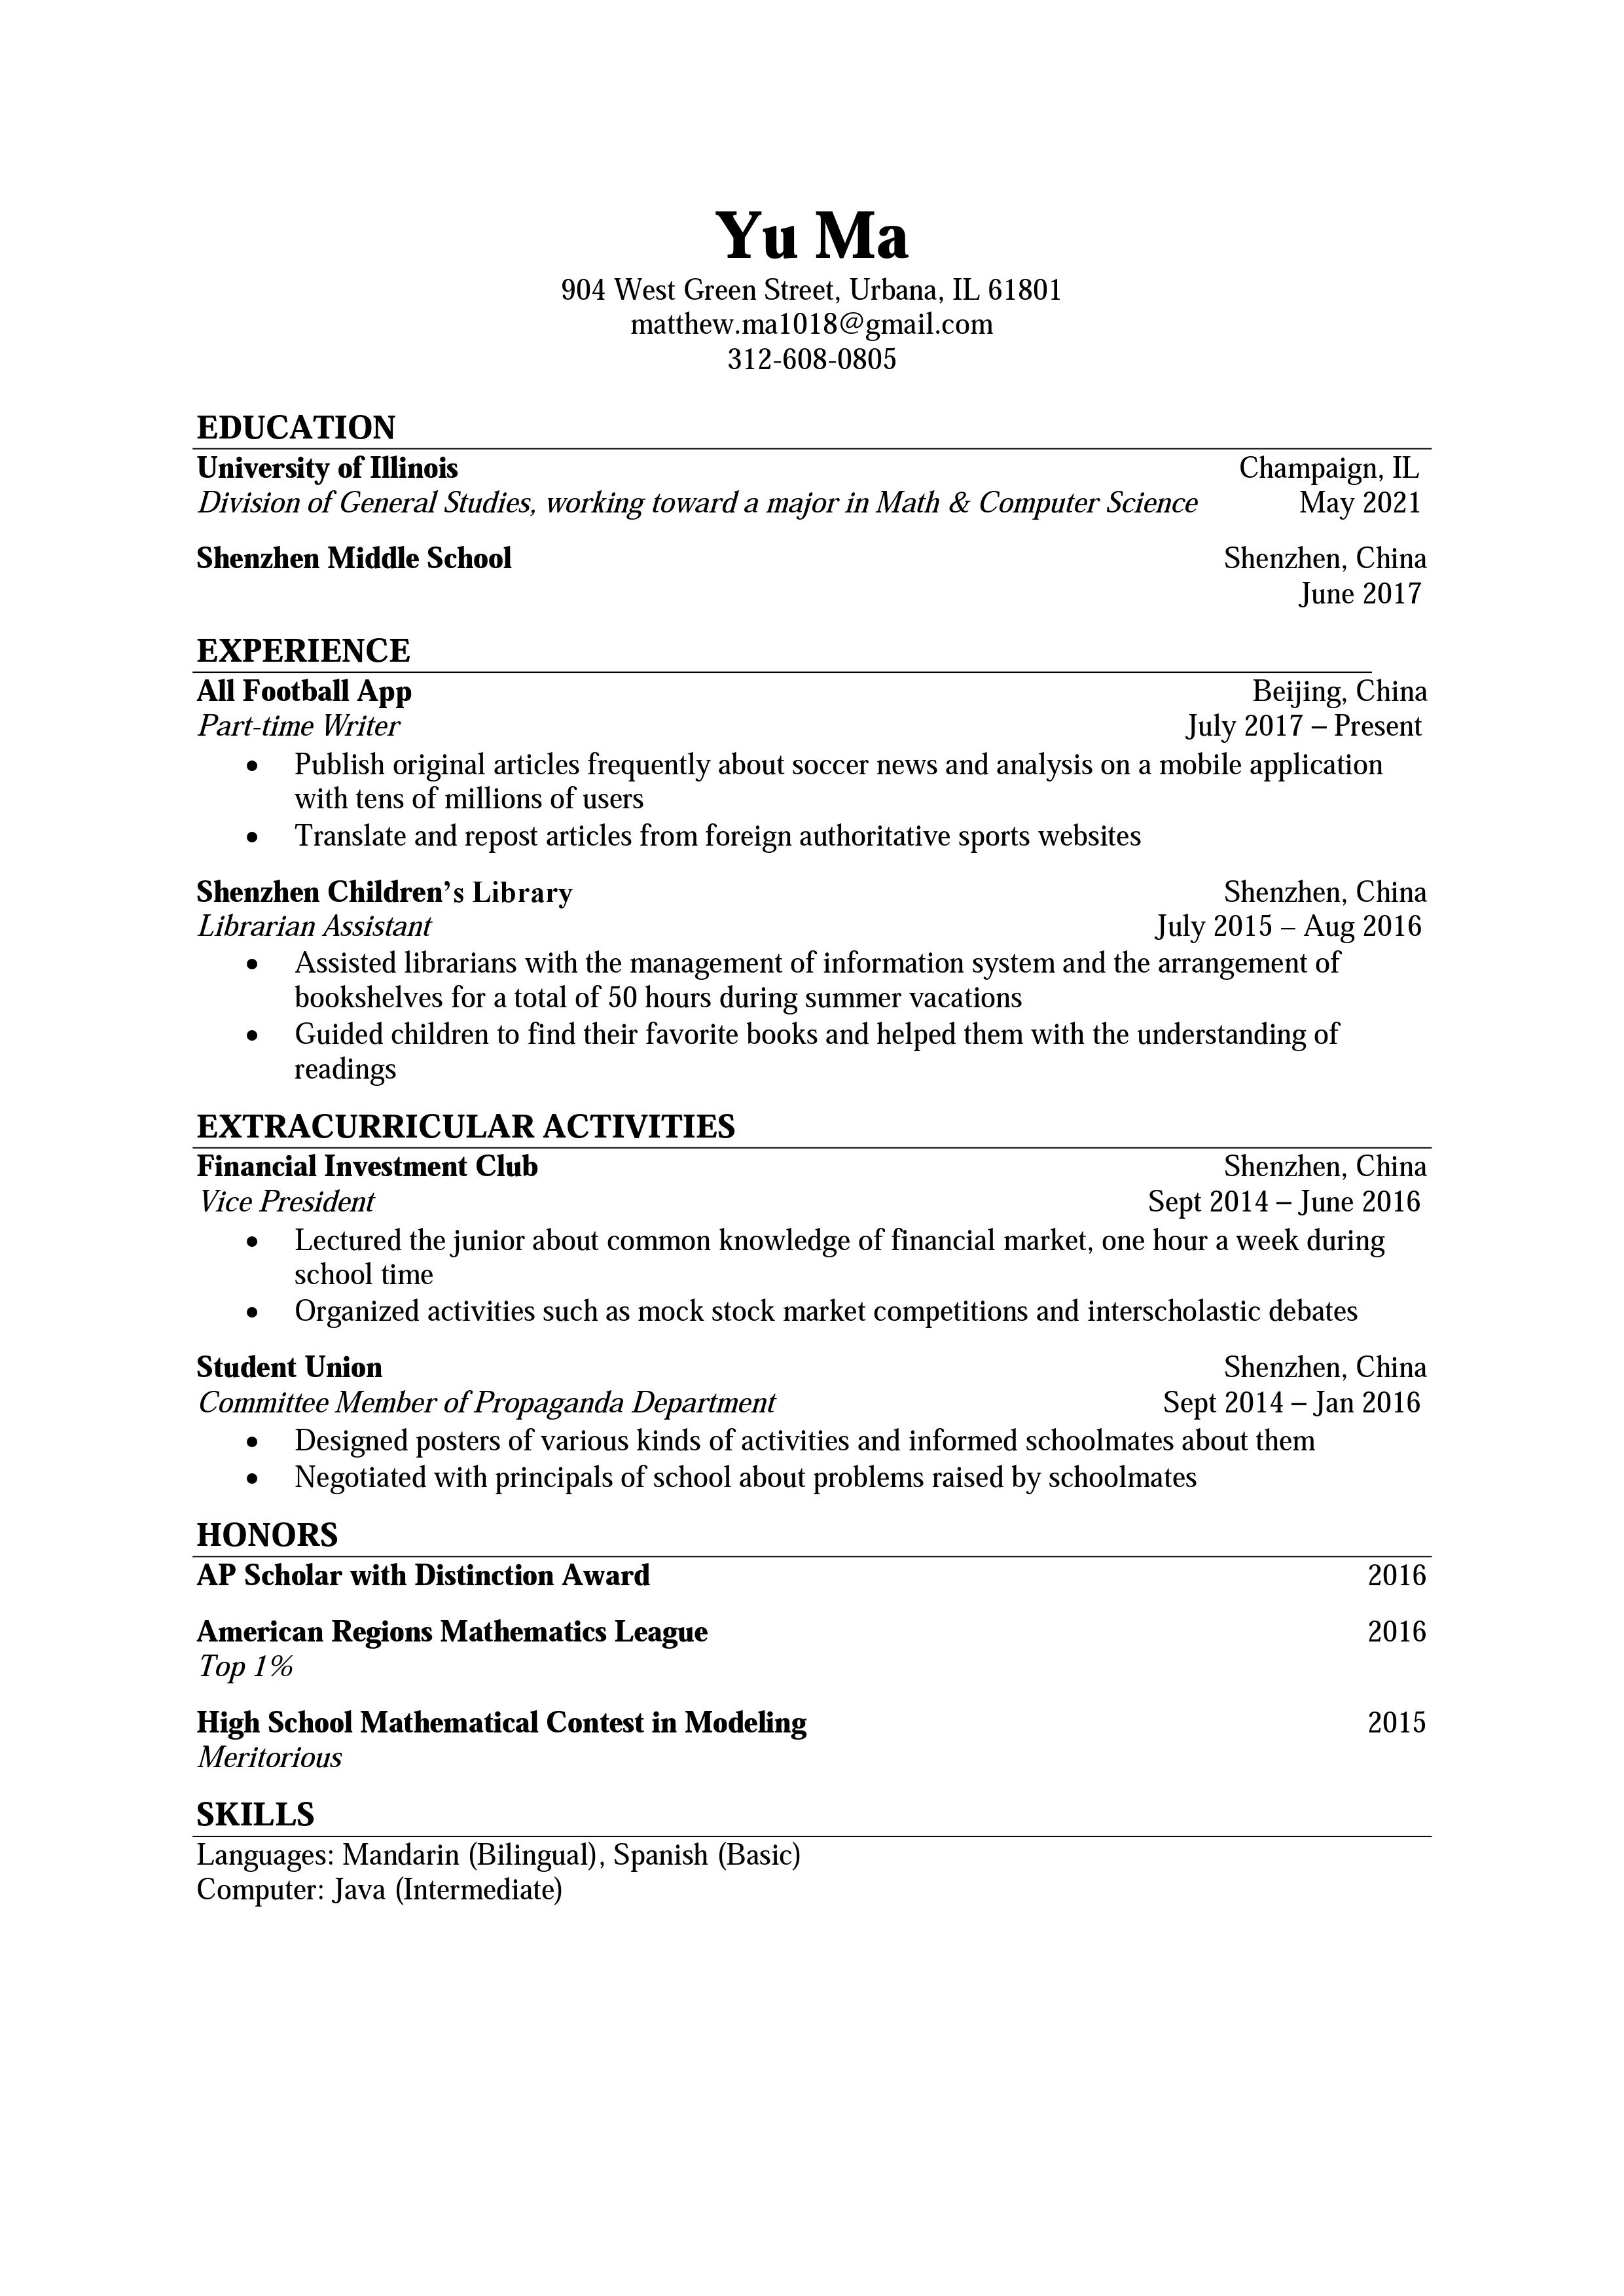 Yu Ma
904 West Green Street, Urbana, IL 61801
matthew.ma1018@gmail.com
312-608-0805
EDUCATION
University of Illinois Champaign, IL
Division of General Studies, working toward a major in Math & Computer Science May 2021
Shenzhen Middle School Shenzhen, China
June 2017
EXPERIENCE
All Football App Beijing, China
Part-time Writer July 2017 – Present
• Publish original articles frequently about soccer news and analysis on a mobile application
with tens of millions of users
• Translate and repost articles from foreign authoritative sports websites
Shenzhen Children’s Library Shenzhen, China
Librarian Assistant July 2015 – Aug 2016
• Assisted librarians with the management of information system and the arrangement of
bookshelves for a total of 50 hours during summer vacations
• Guided children to find their favorite books and helped them with the understanding of
readings
EXTRACURRICULAR ACTIVITIES
Financial Investment Club Shenzhen, China
Vice President Sept 2014 – June 2016
• Lectured the junior about common knowledge of financial market, one hour a week during
school time
• Organized activities such as mock stock market competitions and interscholastic debates
Student Union Shenzhen, China
Committee Member of Propaganda Department Sept 2014 – Jan 2016
• Designed posters of various kinds of activities and informed schoolmates about them
• Negotiated with principals of school about problems raised by schoolmates
HONORS
AP Scholar with Distinction Award 2016
American Regions Mathematics League 2016
Top 1%
High School Mathematical Contest in Modeling 2015
Meritorious
SKILLS
Languages: Mandarin (Bilingual), Spanish (Basic)
Computer: Java (Intermediate)